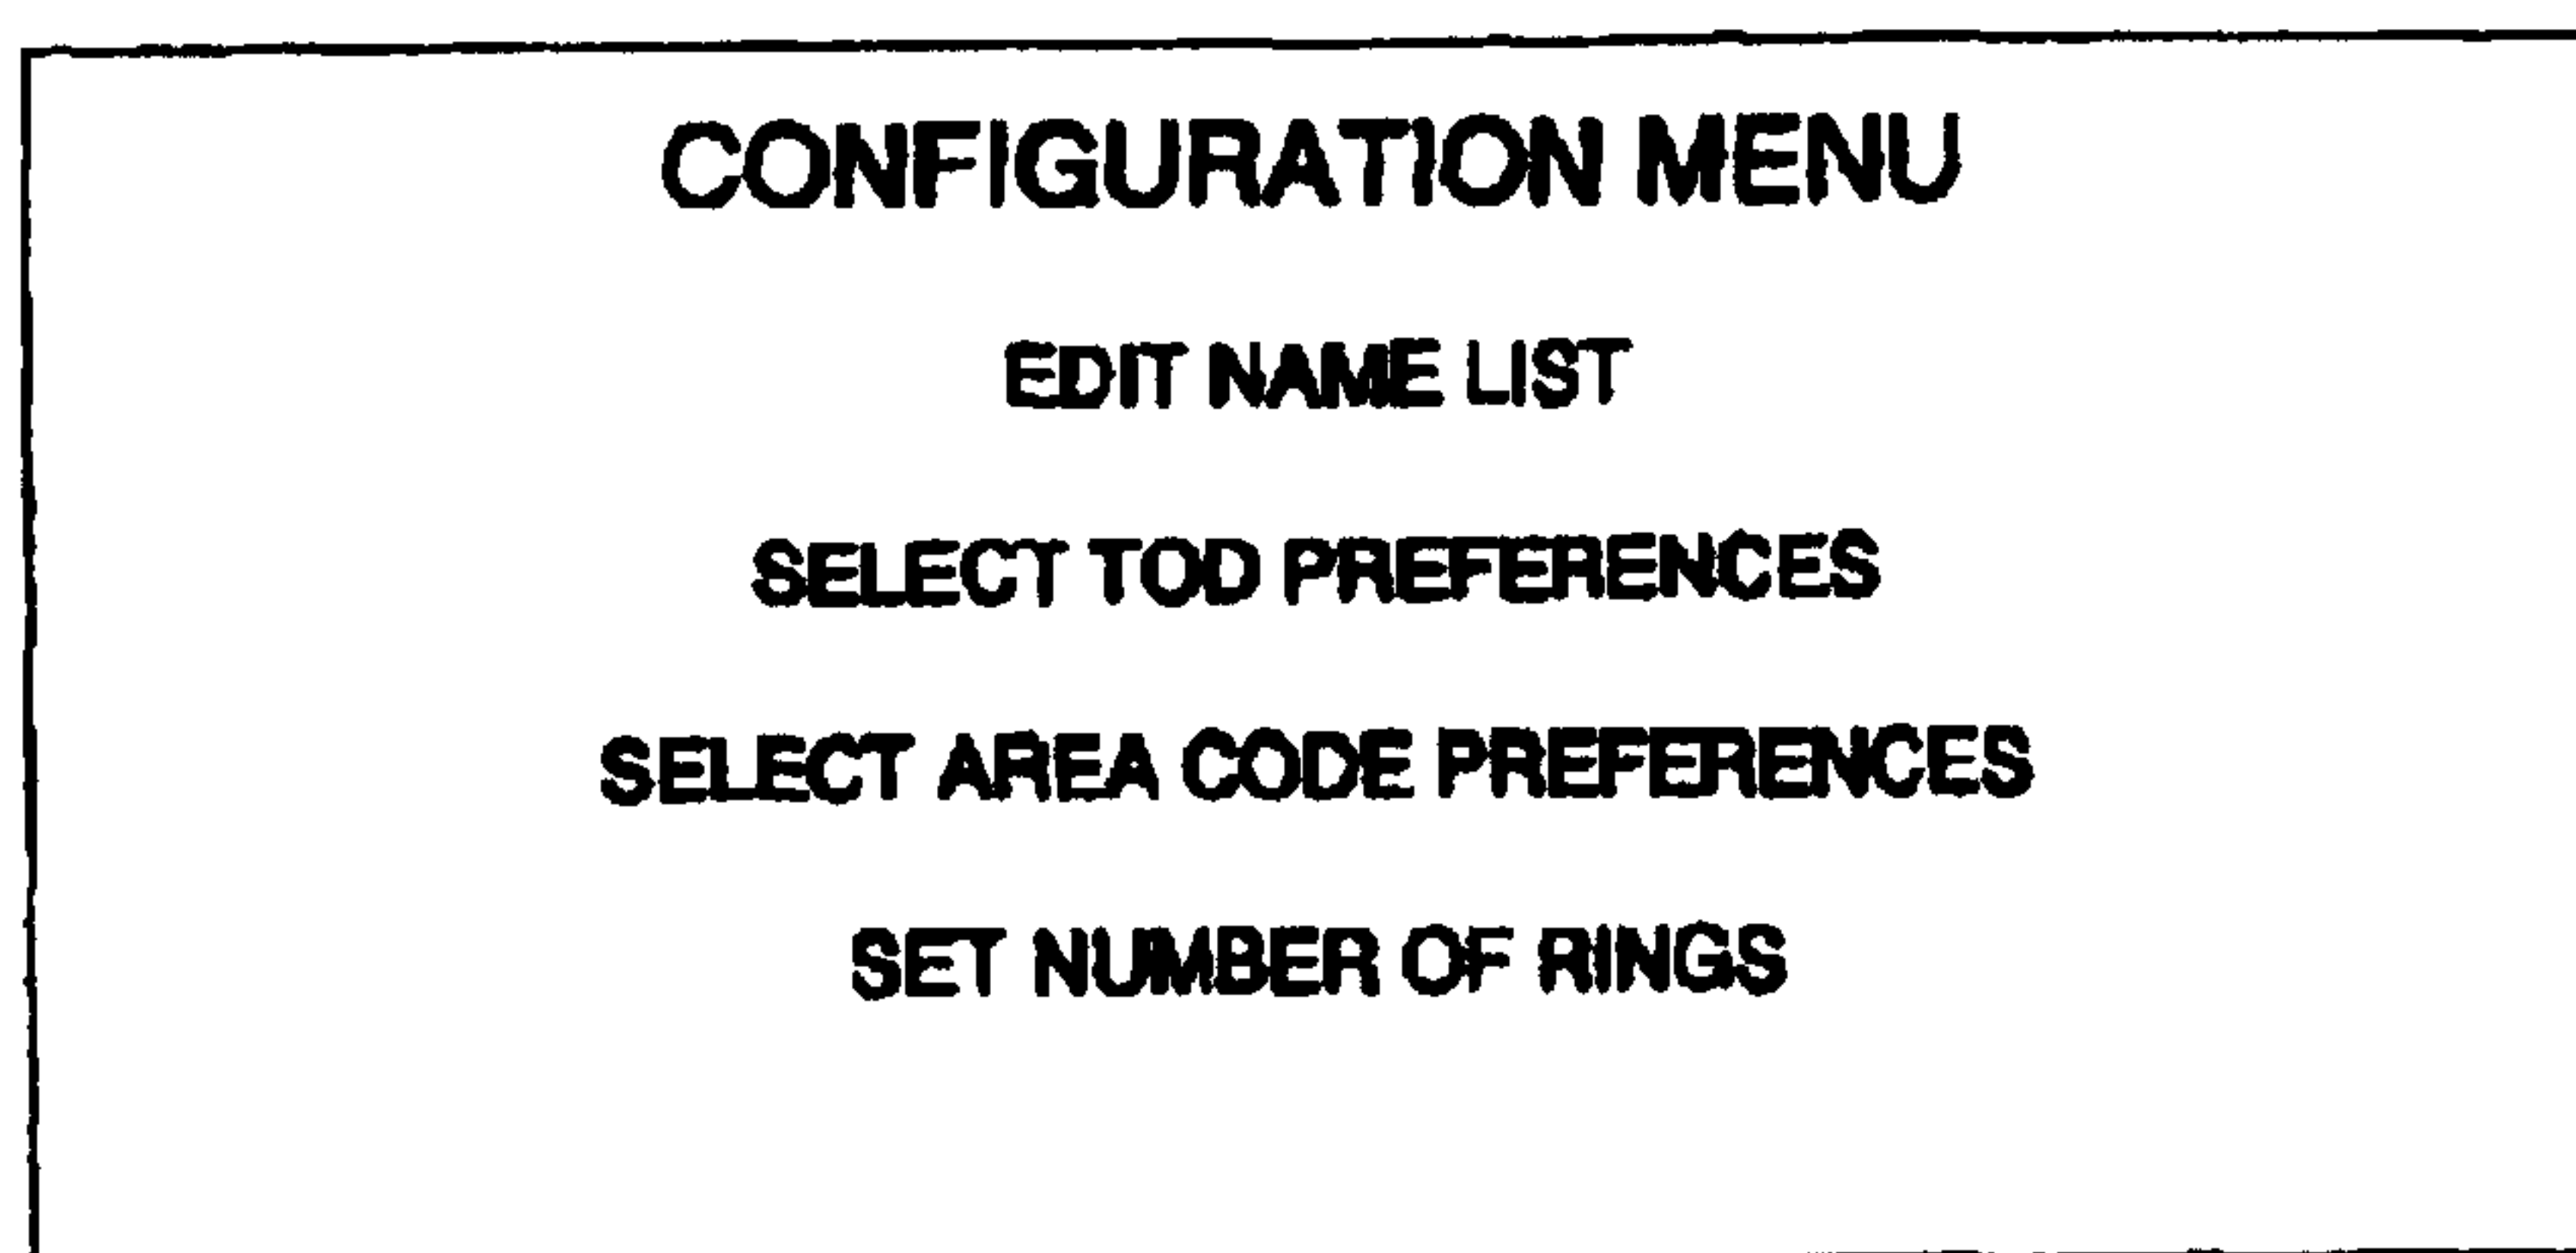 CONFIGURATION MENU
EDIT NAME LIST
SELECT TOD PREFERENCES
SELECT AREA CODE PREFERENCES
SET NUMBER OF RINGS